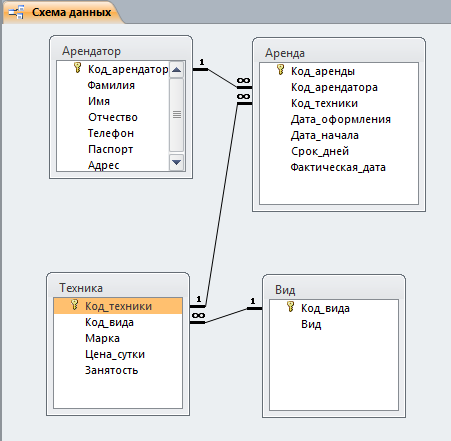 Схема данных
Арендатор
Код_арендатор
Фамилия
Имя
Отчество
Телефон
Паспорт
Адрес
1
∞
∞
Аренда
Код_аренды
Код_арендатора
Код_техники
Дата_оформления
Дата_начала
Срок_дней
Фактическая_дата
Техника
Код_техники
Код_вида
Марка
Цена_сутки
Занятость
1
∞
1
Вид
Код_вида
Вид